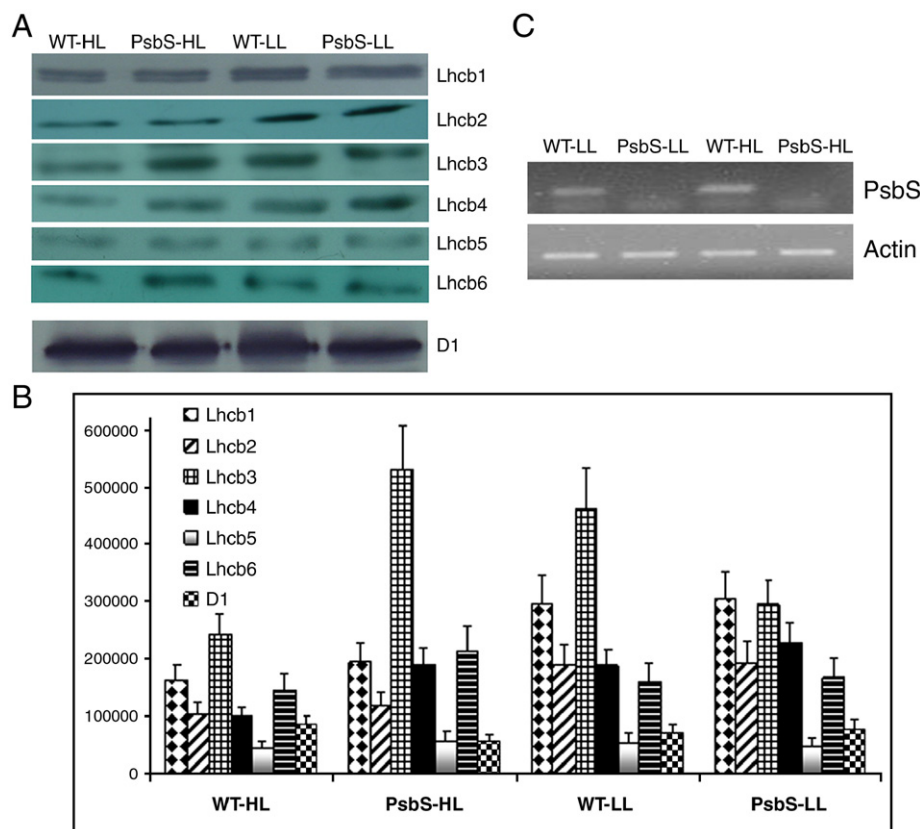 A
WT-HL PsbS-HL WT-LL PsbS-LL
Lhcb1
Lhcb2
Lhcb3
Lhcb4
Lhcb5
Lhcb6
D1
C
WT-LL PsbS-LL WT-HL PsbS-HL
PsbS
Actin
B
Lhcb1
Lhcb2
Lhcb3
Lhcb4
Lhcb5
Lhcb6
D1
600000
500000
400000
300000
200000
100000
0
WT-HL PsbS-HL WT-LL PsbS-LL